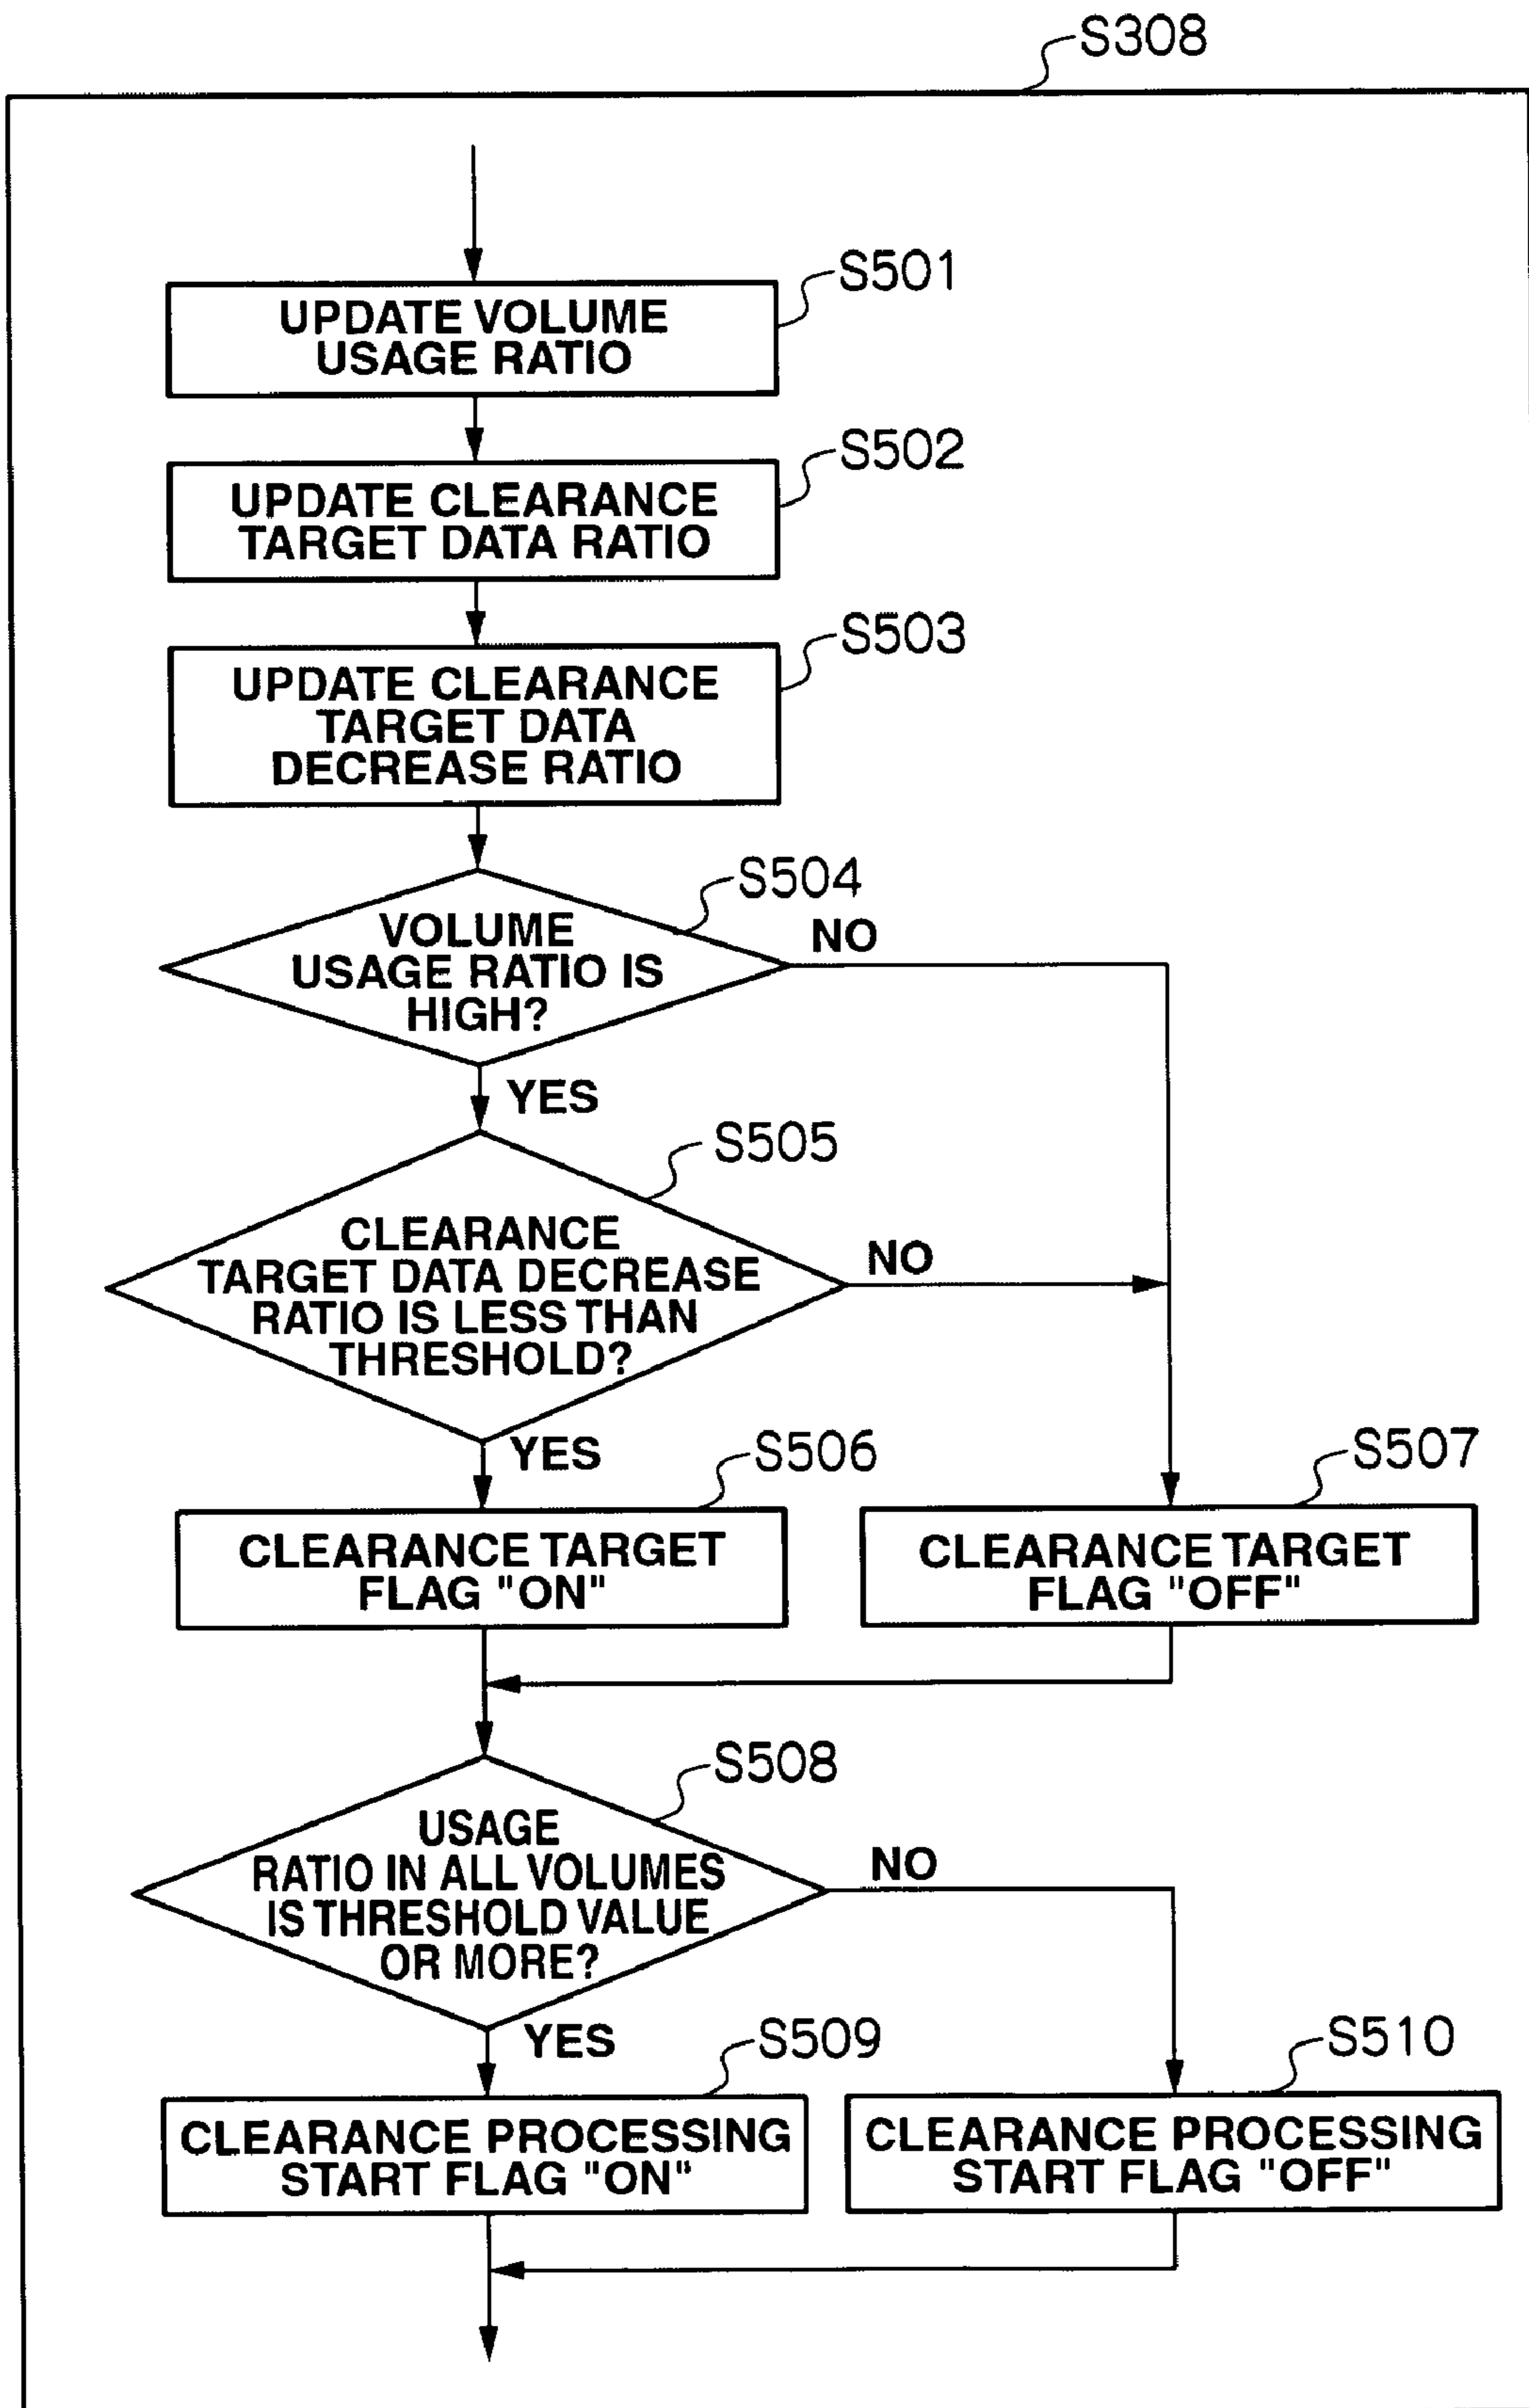 S308
S501
UPDATE VOLUME
USAGE RATIO
S502
UPDATE CLEARANCE
TARGET DATA RATIO
S503
UPDATE CLEARANCE
TARGET DATA
DECREASE RATIO
S504
VOLUME
USAGE RATIO IS
HIGH?
NO
YES
S505
CLEARANCE
TARGET DATA DECREASE
RATIO IS LESS THAN
THRESHOLD?
NO
YES
S506
CLEARANCE TARGET
FLAG "ON"
S507
CLEARANCE TARGET
FLAG "OFF"
S508
USAGE
RATIO IN ALL VOLUMES
IS THRESHOLD VALUE
OR MORE?
NO
YES
S509
CLEARANCE PROCESSING
START FLAG "ON"
S510
CLEARANCE PROCESSING
START FLAG "OFF"